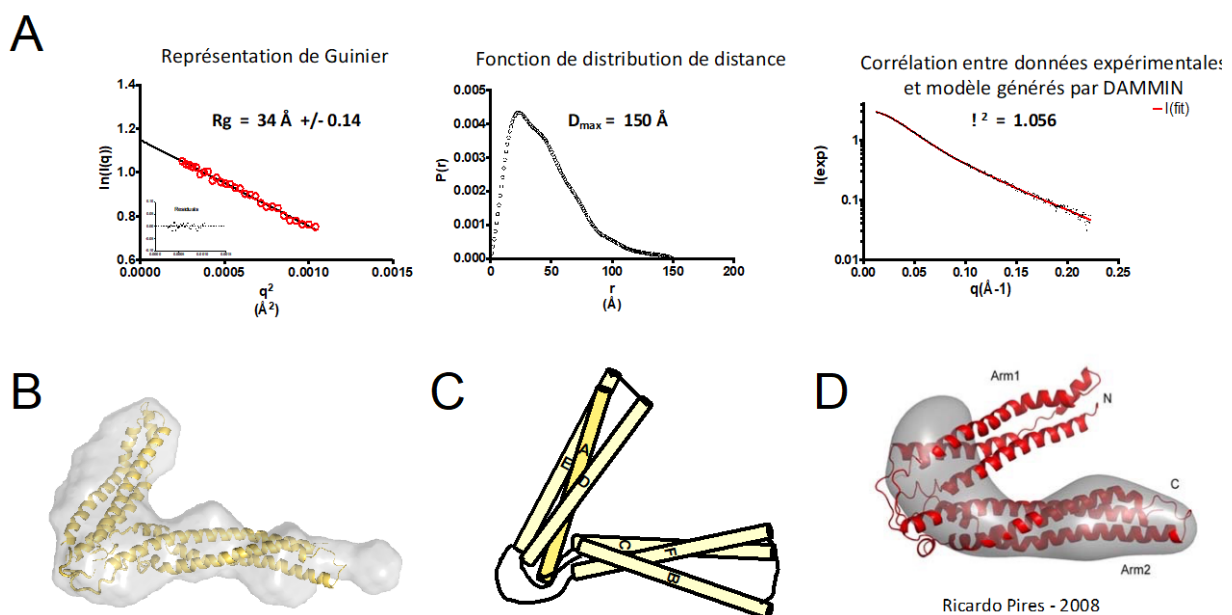 A
Représentation de Guinier
ln(I(q))
1.4
1.2
1.0
0.8
0.6
Rg = 34 Å +/- 0.14
Residuals
0.0000
0.0005
0.0010
0.0015
q²
(Å²)
Fonction de distribution de distance
P(r)
0.005
0.004
0.003
0.002
0.001
0.000
Dmax = 150 Å
0
50
100
150
200
r
(Å)
Corrélation entre données expérimentales
et modèle générés par DAMMIN
I(fit)
! ² = 1.056
I(exp)
1
0.1
0.01
0.00
0.05
0.10
0.15
0.20
0.25
q(Å-1)
B
C
A
E
D
C
F
B
D
Arm1
N
C
Arm2
Ricardo Pires - 2008